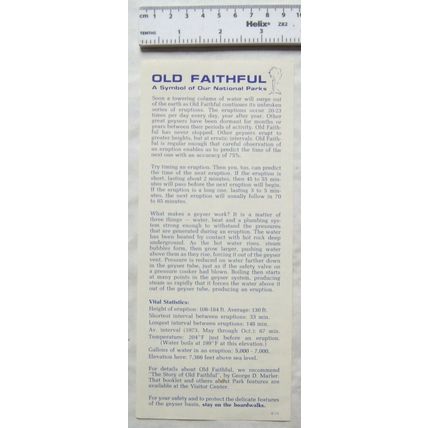 cm 1 2 3 4 5 6 7 8 9 10
Helix ZR2
TENTHS 1 2 3
OLD FAITHFUL
A Symbol of Our National Parks
Soon a towering column of water will surge out
of the earth as Old Faithful continues its unbroken
series of eruptions. The eruptions occur 20-23
times per day every day, year after year. Other
great geysers have been dormant for months or
years between their periods of activity. Old Faith-
ful has never stopped. Other geysers erupt to
greater heights, but at erratic intervals. Old Faith-
ful is regular enough that careful observation of
an eruption enables us to predict the time of the
next one with an accuracy of 75%.
Try timing an eruption. Then you, too, can predict
the time of the next eruption. If the eruption is
short, lasting about 2 minutes, then 45 to 55 min-
utes will pass before the next eruption will begin.
If the eruption is a long one, lasting 3 to 5 min-
utes, the next eruption will usually follow in 70
to 85 minutes.
What makes a geyser work? It is a matter of
three things — water, heat and a plumbing sys-
tem strong enough to withstand the pressures
that are generated during an eruption. The water
has been heated by contact with hot rock deep
underground. As the hot water rises, steam
bubbles form, then grow larger, pushing water
above them as they rise, forcing it out of the geyser
vent. Pressure is reduced on water farther down
in the geyser tube, just as if the safety valve on
a pressure cooker had blown. Boiling then starts
at many points in the geyser system, producing
steam so rapidly that it forces the water above it
out of the geyser tube, producing an eruption.
Vital Statistics:
Height of eruption: 106-184 ft. Average: 130 ft.
Shortest interval between eruptions: 33 min.
Longest interval between eruptions: 148 min.
Av. interval (1973, May through Oct.): 67 min.
Temperature: 204°F just before an eruption.
(Water boils at 199°F at this elevation.)
Gallons of water in an eruption: 5,000 - 7,000.
Elevation here: 7,366 feet above sea level.
For details about Old Faithful, we recommend
"The Story of Old Faithful", by George D. Marler.
That booklet and others about Park features are
available at the Visitor Center.
For your safety and to protect the delicate features
of the geyser basin, stay on the boardwalks.